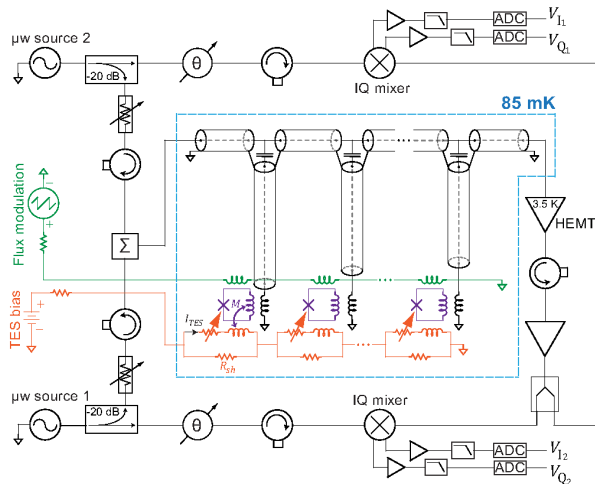 µw source 2
-20 dB
θ
IQ mixer
ADC
V_I₁
ADC
V_Q₁
85 mK
3.5 K
HEMT
Flux modulation
−
+
Σ
TES bias
+
−
M
I_TES
R_sh
µw source 1
-20 dB
θ
IQ mixer
ADC
V_I₂
ADC
V_Q₂